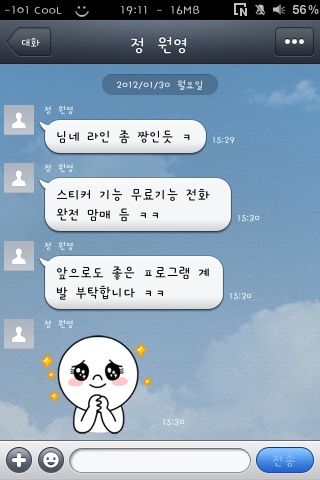 -101 CooL 19:11 - 16MB 56%
대화
정 원영
2012/01/30 월요일
정 원영
님네 라인 좀 짱인듯 ㅋ
15:29
정 원영
스티커 기능 무료기능 전화
완전 맘매 듬 ㅋㅋ
15:30
정 원영
앞으로도 좋은 프로그램 계
발 부탁합니다 ㅋㅋ
15:30
정 원영
15:30
전송